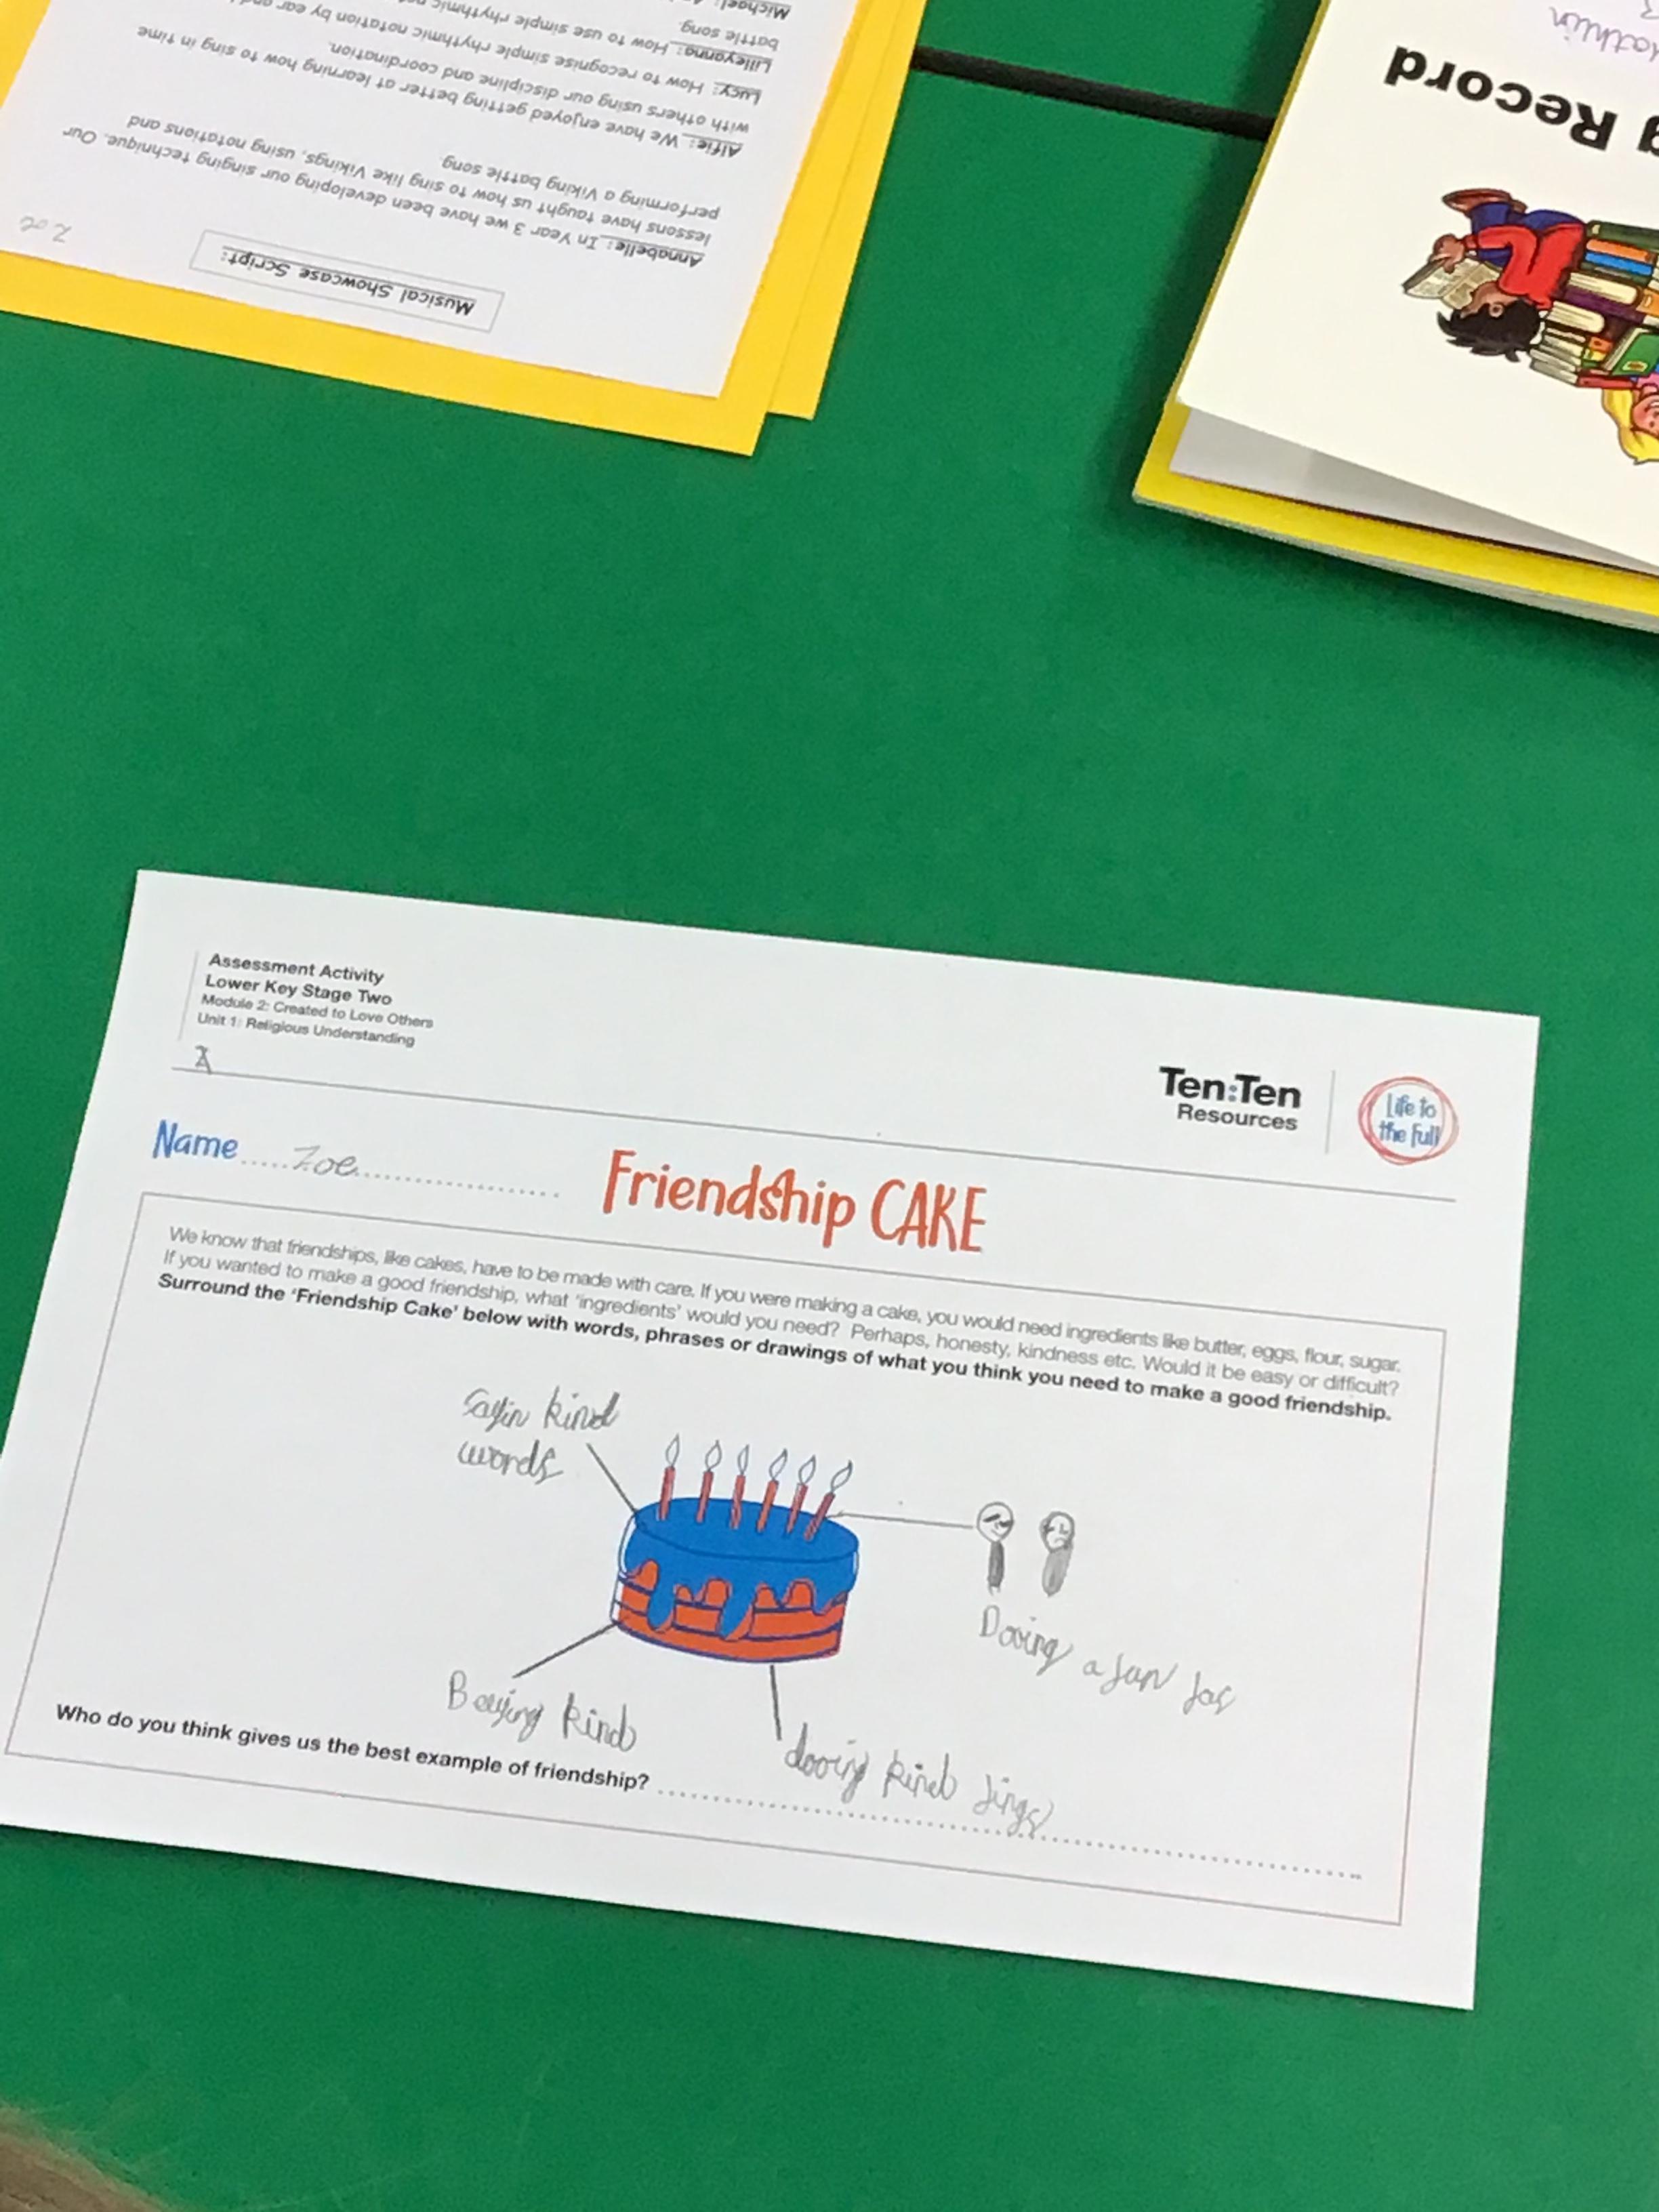 Musical Showcase Script:
Zoe
Annabelle: In Year 3 we have been developing our singing technique. Our
lessons have taught us how to sing like Vikings, using notations and
performing a Viking battle song.
Alfie: We have enjoyed getting better at learning how to sing in time
with others using our discipline and coordination.
Lucy: How to recognise simple rhythmic notation by ear and
Lilleyanna: How to use simple rhythmic
battle song.
Michael:
g Record
Assessment Activity
Lower Key Stage Two
Module 2: Created to Love Others
Unit 1: Religious Understanding
Ten:Ten
Resources
Life to
the full
Name Zoe
Friendship CAKE
We know that friendships, like cakes, have to be made with care. If you were making a cake, you would need ingredients like butter, eggs, flour, sugar.
If you wanted to make a good friendship, what 'ingredients' would you need? Perhaps, honesty, kindness etc. Would it be easy or difficult?
Surround the 'Friendship Cake' below with words, phrases or drawings of what you think you need to make a good friendship.
Sayin kind
words
Dooing a fun
Beying kind
dooing kind fings
Who do you think gives us the best example of friendship?